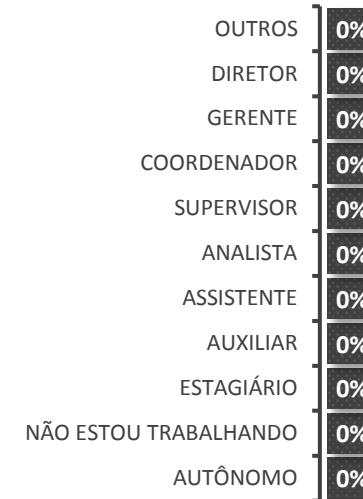 OUTROS 0%
DIRETOR 0%
GERENTE 0%
COORDENADOR 0%
SUPERVISOR 0%
ANALISTA 0%
ASSISTENTE 0%
AUXILIAR 0%
ESTAGIÁRIO 0%
NÃO ESTOU TRABALHANDO 0%
AUTÔNOMO 0%